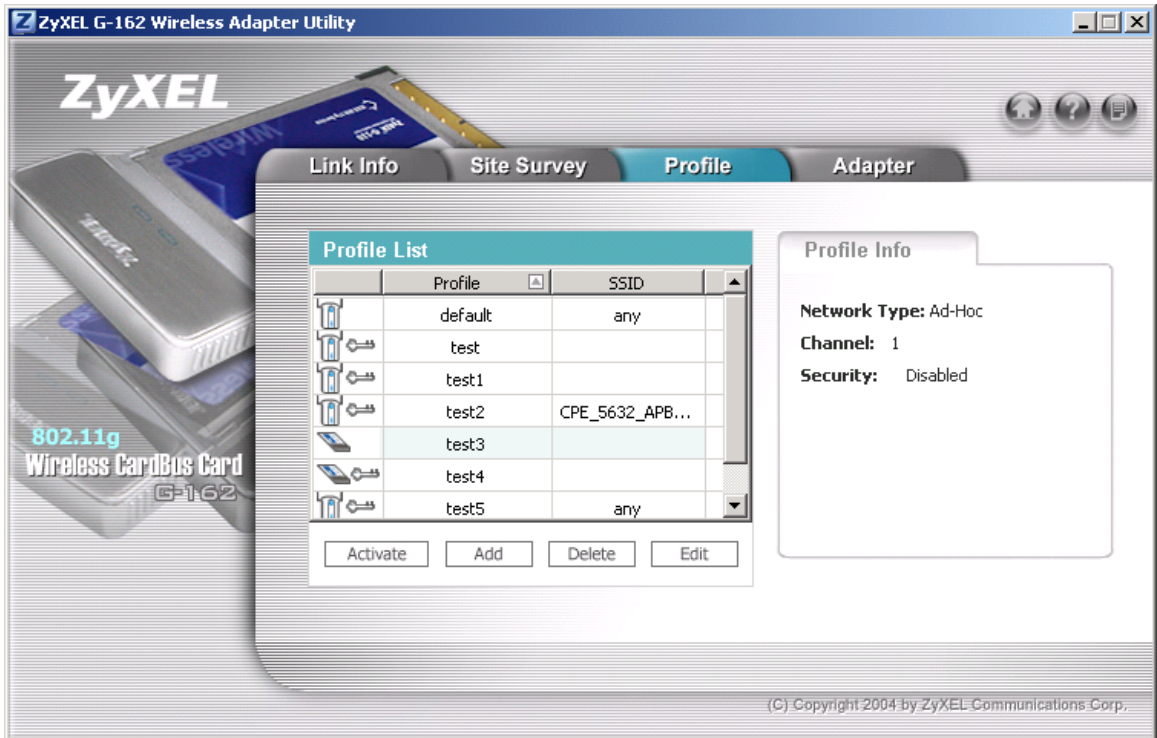 ZyXEL G-162 Wireless Adapter Utility
ZyXEL
Wireless
ZyXEL
Link Info Site Survey Profile Adapter
Profile List
Profile SSID
default any
test
test1
test2 CPE_5632_APB...
test3
test4
test5 any
Activate Add Delete Edit
Profile Info
Network Type: Ad-Hoc
Channel: 1
Security: Disabled
802.11g
Wireless CardBus Card
G-162
(C) Copyright 2004 by ZyXEL Communications Corp.